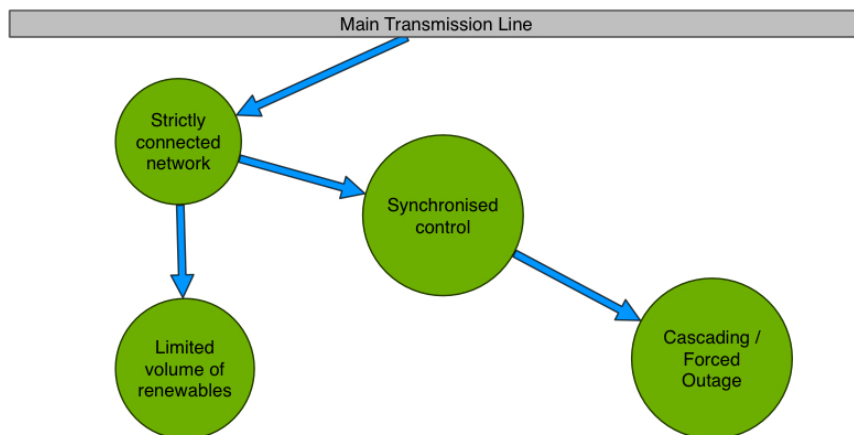 Main Transmission Line
Strictly
connected
network
Synchronised
control
Limited
volume of
renewables
Cascading /
Forced
Outage